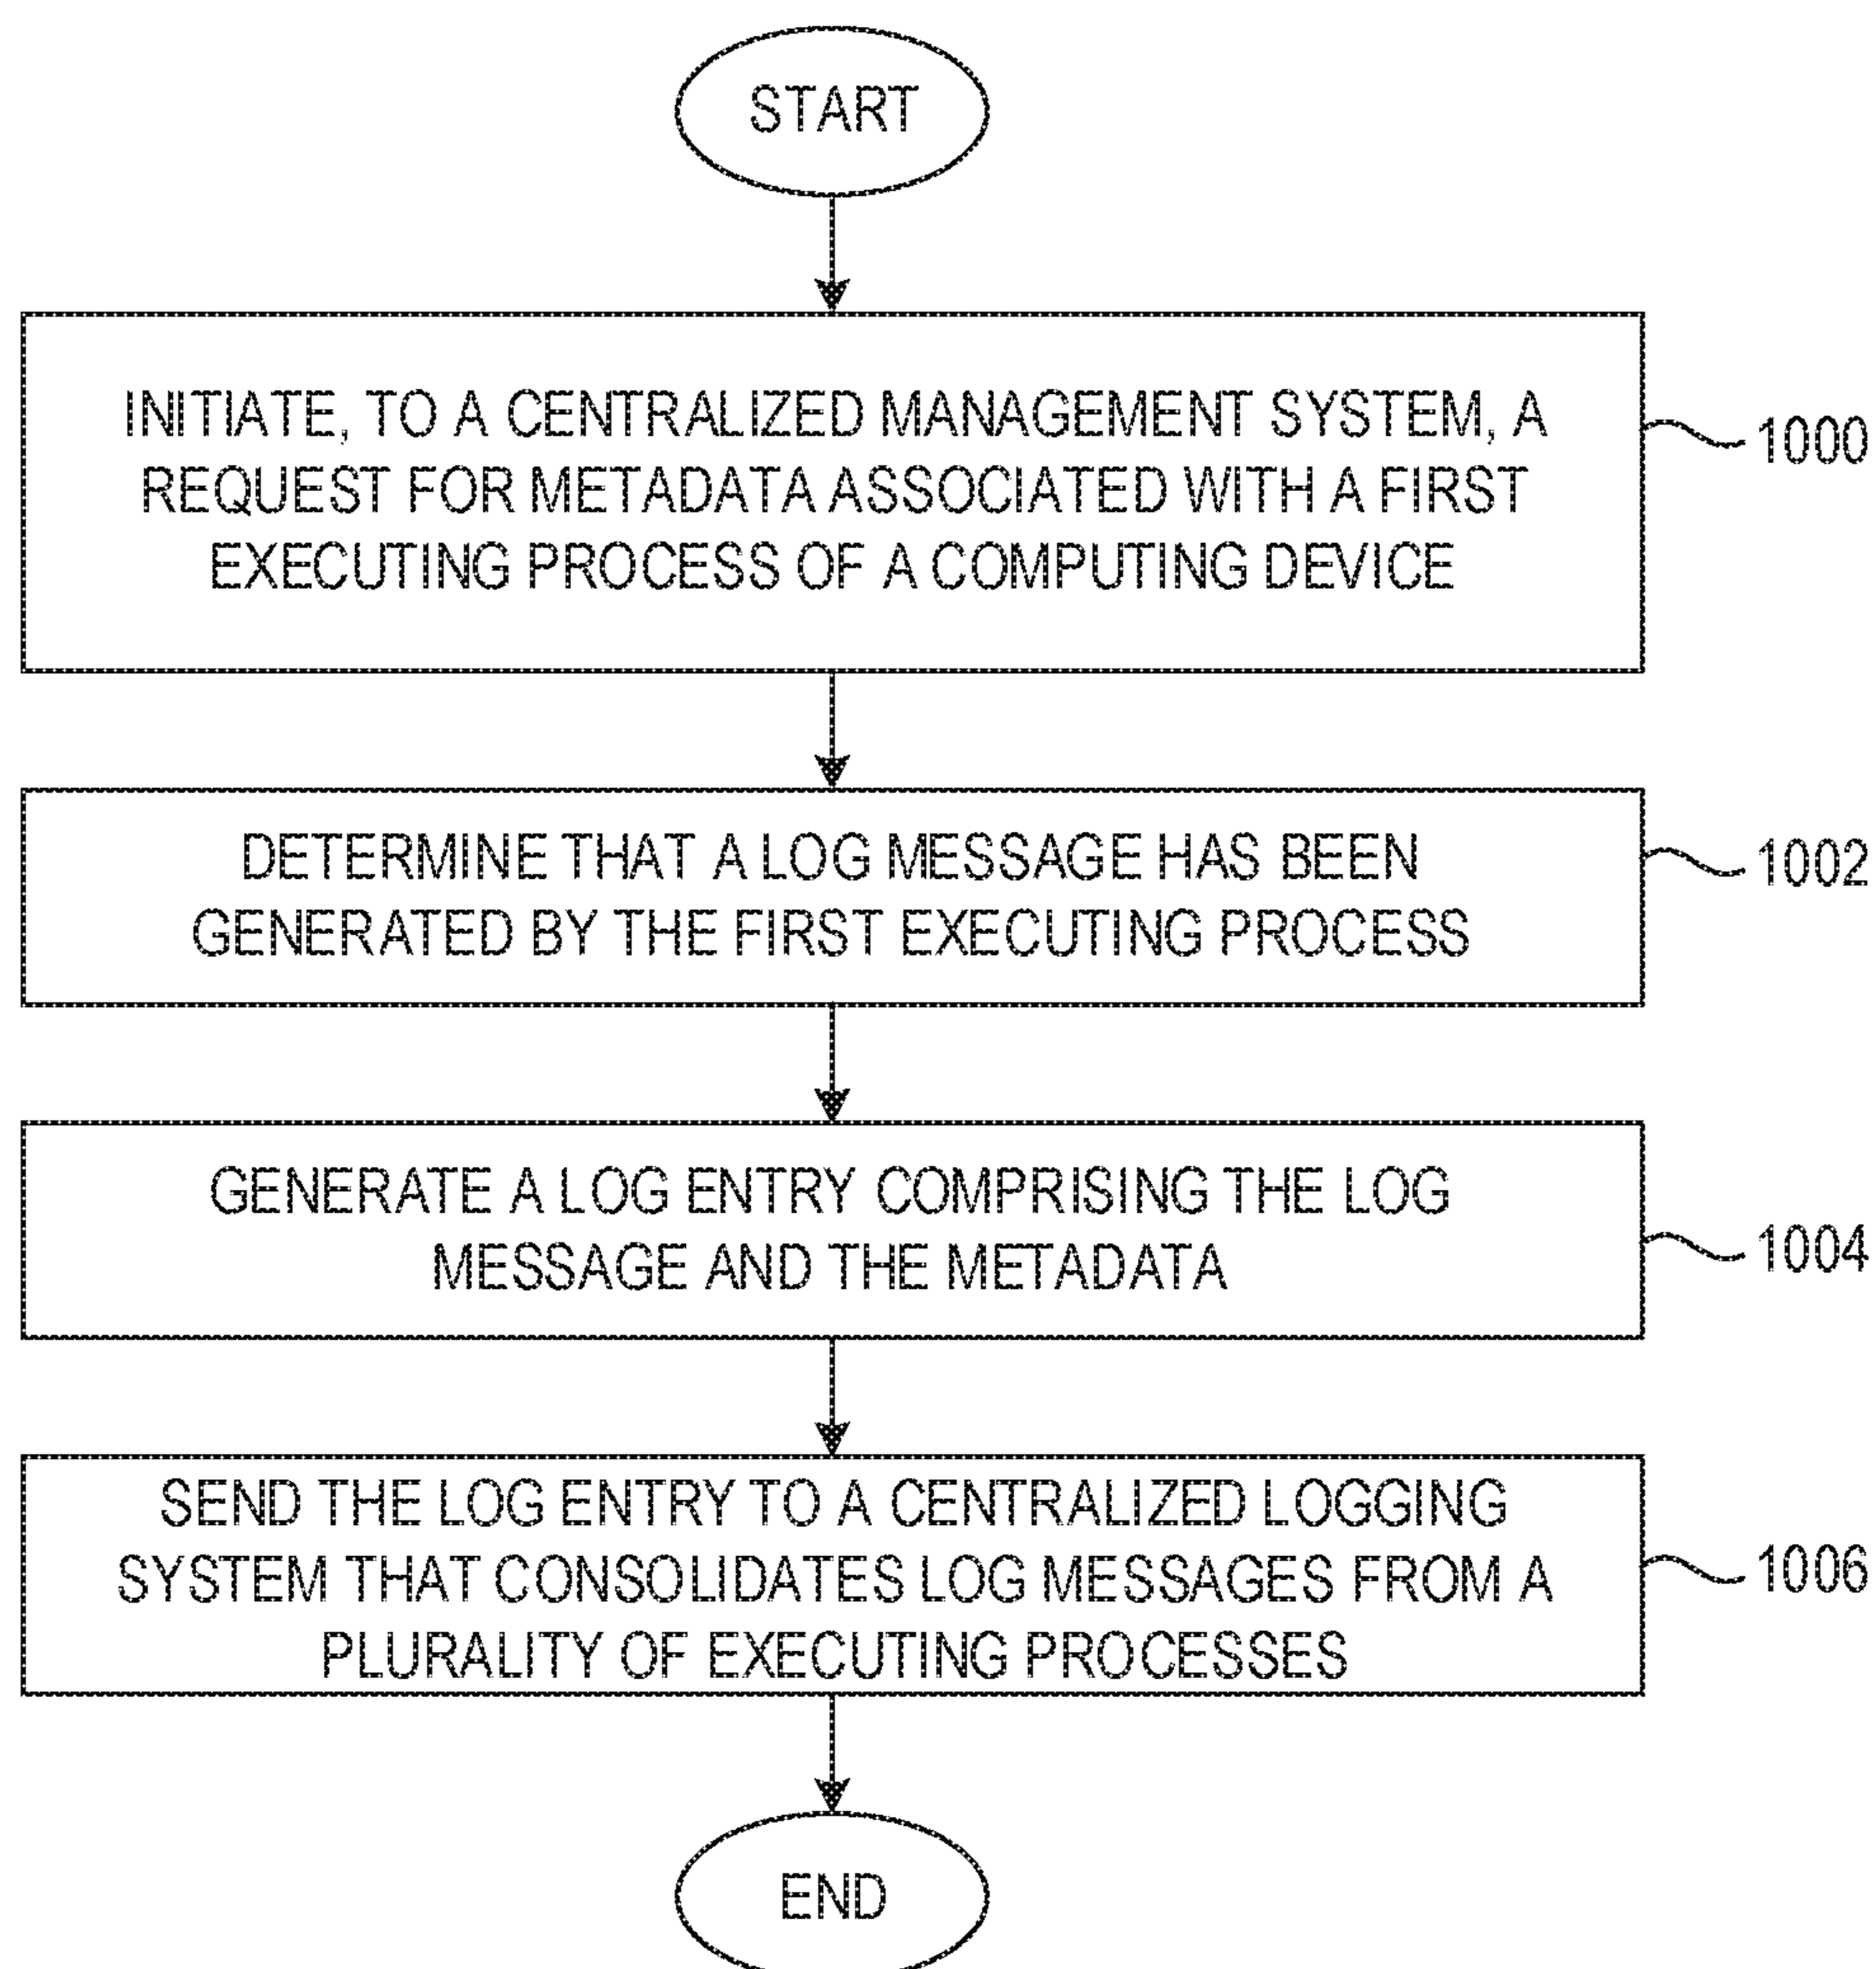 START
INITIATE, TO A CENTRALIZED MANAGEMENT SYSTEM, A
REQUEST FOR METADATA ASSOCIATED WITH A FIRST
EXECUTING PROCESS OF A COMPUTING DEVICE
1000
DETERMINE THAT A LOG MESSAGE HAS BEEN
GENERATED BY THE FIRST EXECUTING PROCESS
1002
GENERATE A LOG ENTRY COMPRISING THE LOG
MESSAGE AND THE METADATA
1004
SEND THE LOG ENTRY TO A CENTRALIZED LOGGING
SYSTEM THAT CONSOLIDATES LOG MESSAGES FROM A
PLURALITY OF EXECUTING PROCESSES
1006
END